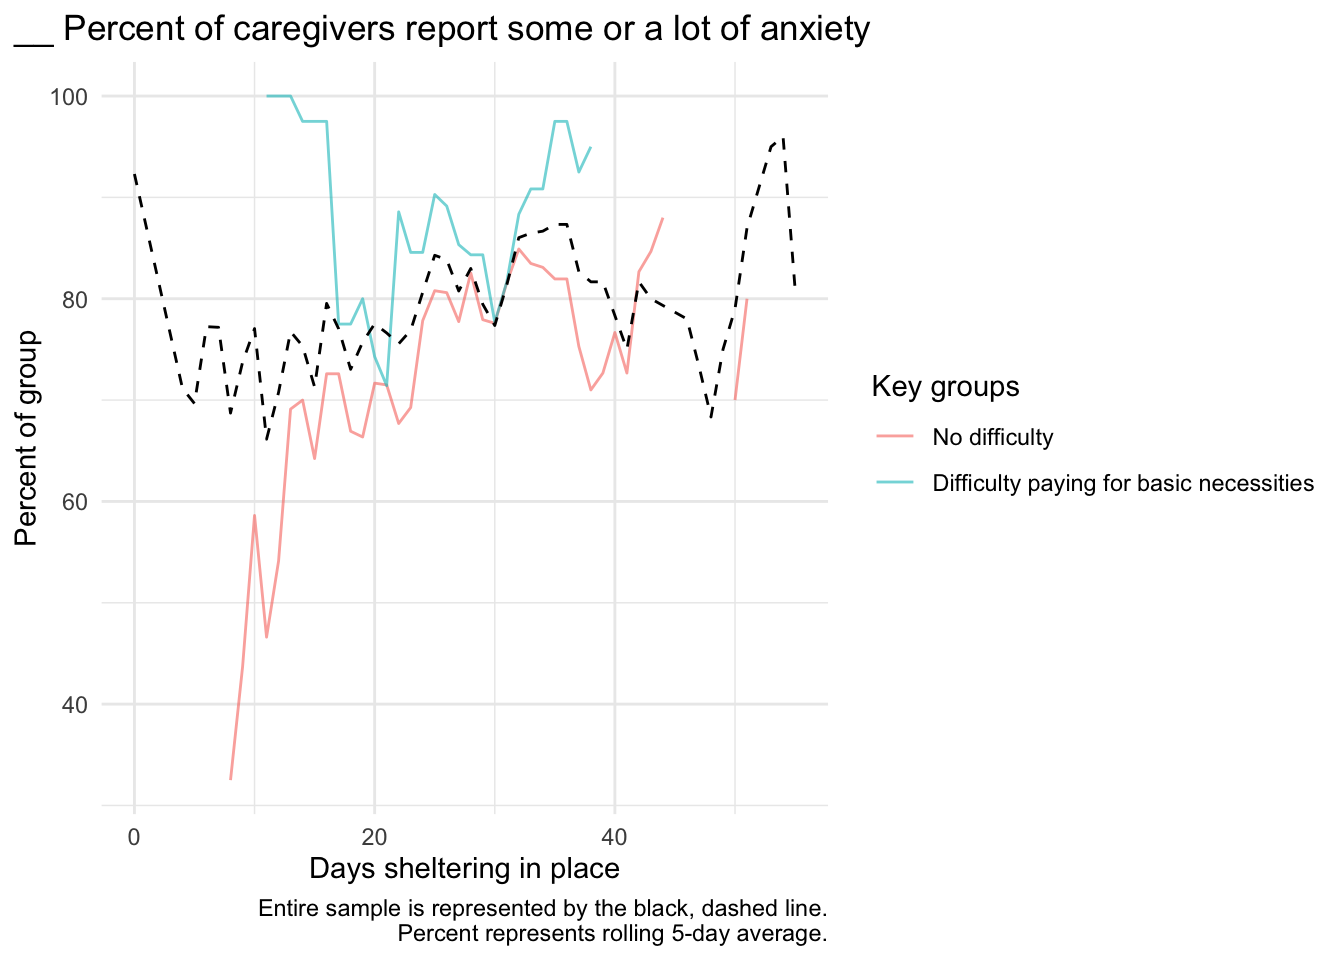 __ Percent of caregivers report some or a lot of anxiety
100
80
60
40
Percent of group
0
20
40
Days sheltering in place
Entire sample is represented by the black, dashed line.
Percent represents rolling 5-day average.
Key groups
No difficulty
Difficulty paying for basic necessities